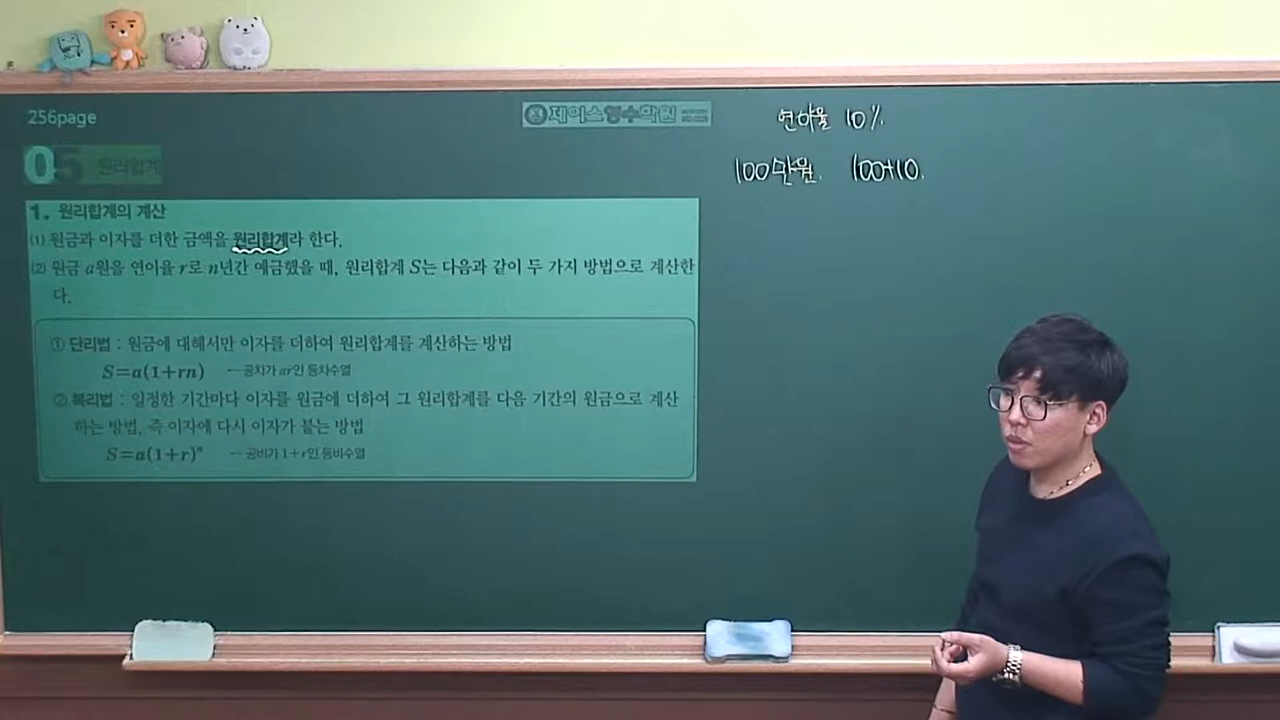 256page
제이스영수학원
연이율 10%
100만원. 100+10.
05 원리합계
1. 원리합계의 계산
(1) 원금과 이자를 더한 금액을 원리합계라 한다.
(2) 원금 a원을 연이율 r로 n년간 예금했을 때, 원리합계 S는 다음과 같이 두 가지 방법으로 계산한
다.
① 단리법 : 원금에 대해서만 이자를 더하여 원리합계를 계산하는 방법
S=a(1+rn) ←공차가 ar인 등차수열
② 복리법 : 일정한 기간마다 이자를 원금에 더하여 그 원리합계를 다음 기간의 원금으로 계산
하는 방법, 즉 이자에 다시 이자가 붙는 방법
S=a(1+r)ⁿ ←공비가 1+r인 등비수열